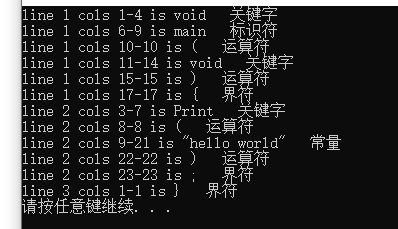 line 1 cols 1-4 is void 关键字
line 1 cols 6-9 is main 标识符
line 1 cols 10-10 is ( 运算符
line 1 cols 11-14 is void 关键字
line 1 cols 15-15 is ) 运算符
line 1 cols 17-17 is { 界符
line 2 cols 3-7 is Print 关键字
line 2 cols 8-8 is ( 运算符
line 2 cols 9-21 is "hello world" 常量
line 2 cols 22-22 is ) 运算符
line 2 cols 23-23 is ; 界符
line 3 cols 1-1 is } 界符
请按任意键继续. . .